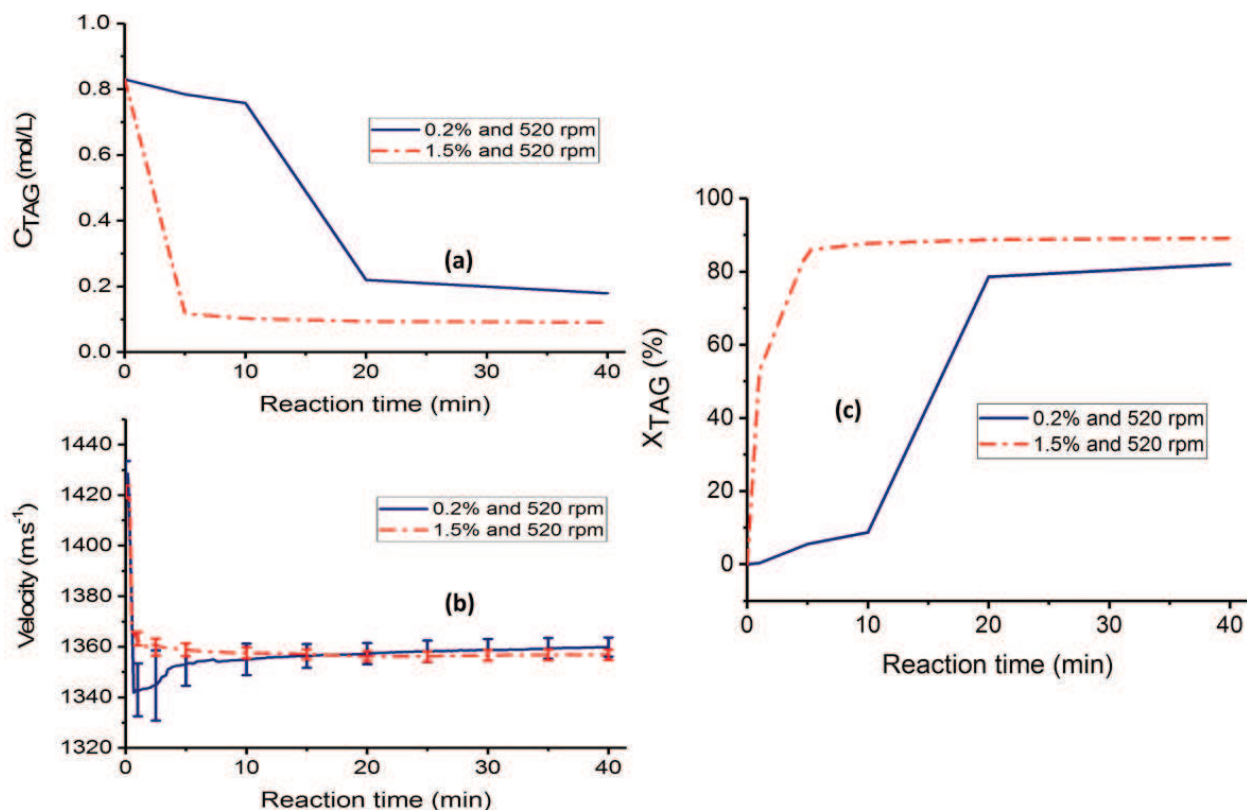 1.0
0.8
0.6
0.4
0.2
0.0
C_TAG (mol/L)
0.2% and 520 rpm
1.5% and 520 rpm
(a)
0 10 20 30 40
Reaction time (min)
1440
1420
1400
1380
1360
1340
1320
Velocity (m.s⁻¹)
0.2% and 520 rpm
1.5% and 520 rpm
(b)
0 10 20 30 40
Reaction time (min)
100
80
60
40
20
0
X_TAG (%)
(c)
0.2% and 520 rpm
1.5% and 520 rpm
0 10 20 30 40
Reaction time (min)